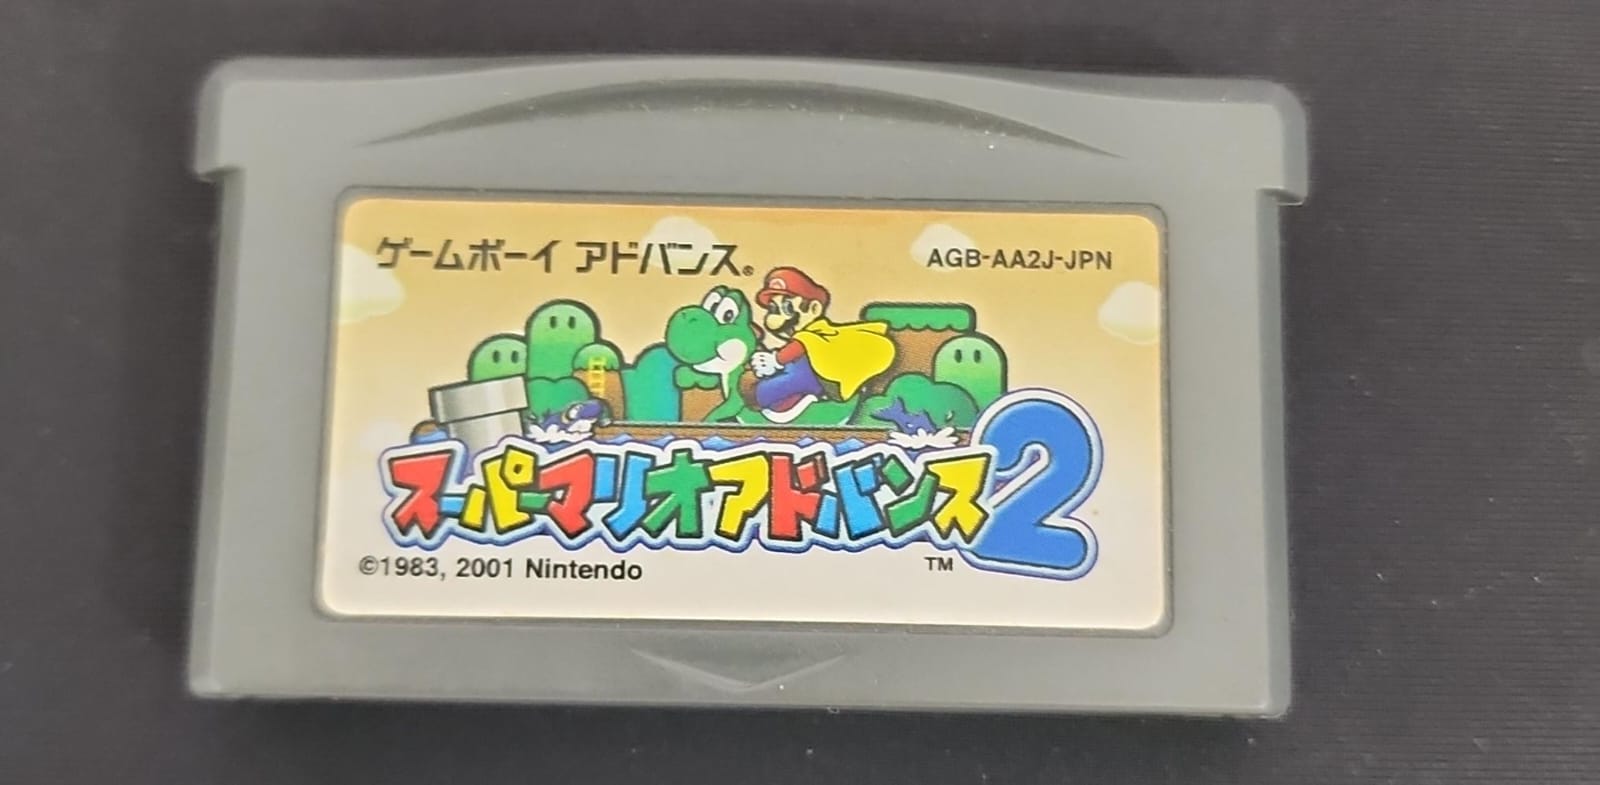 ゲームボーイ アドバンス®
AGB-AA2J-JPN
スーパーマリオアドバンス2
©1983, 2001 Nintendo
TM